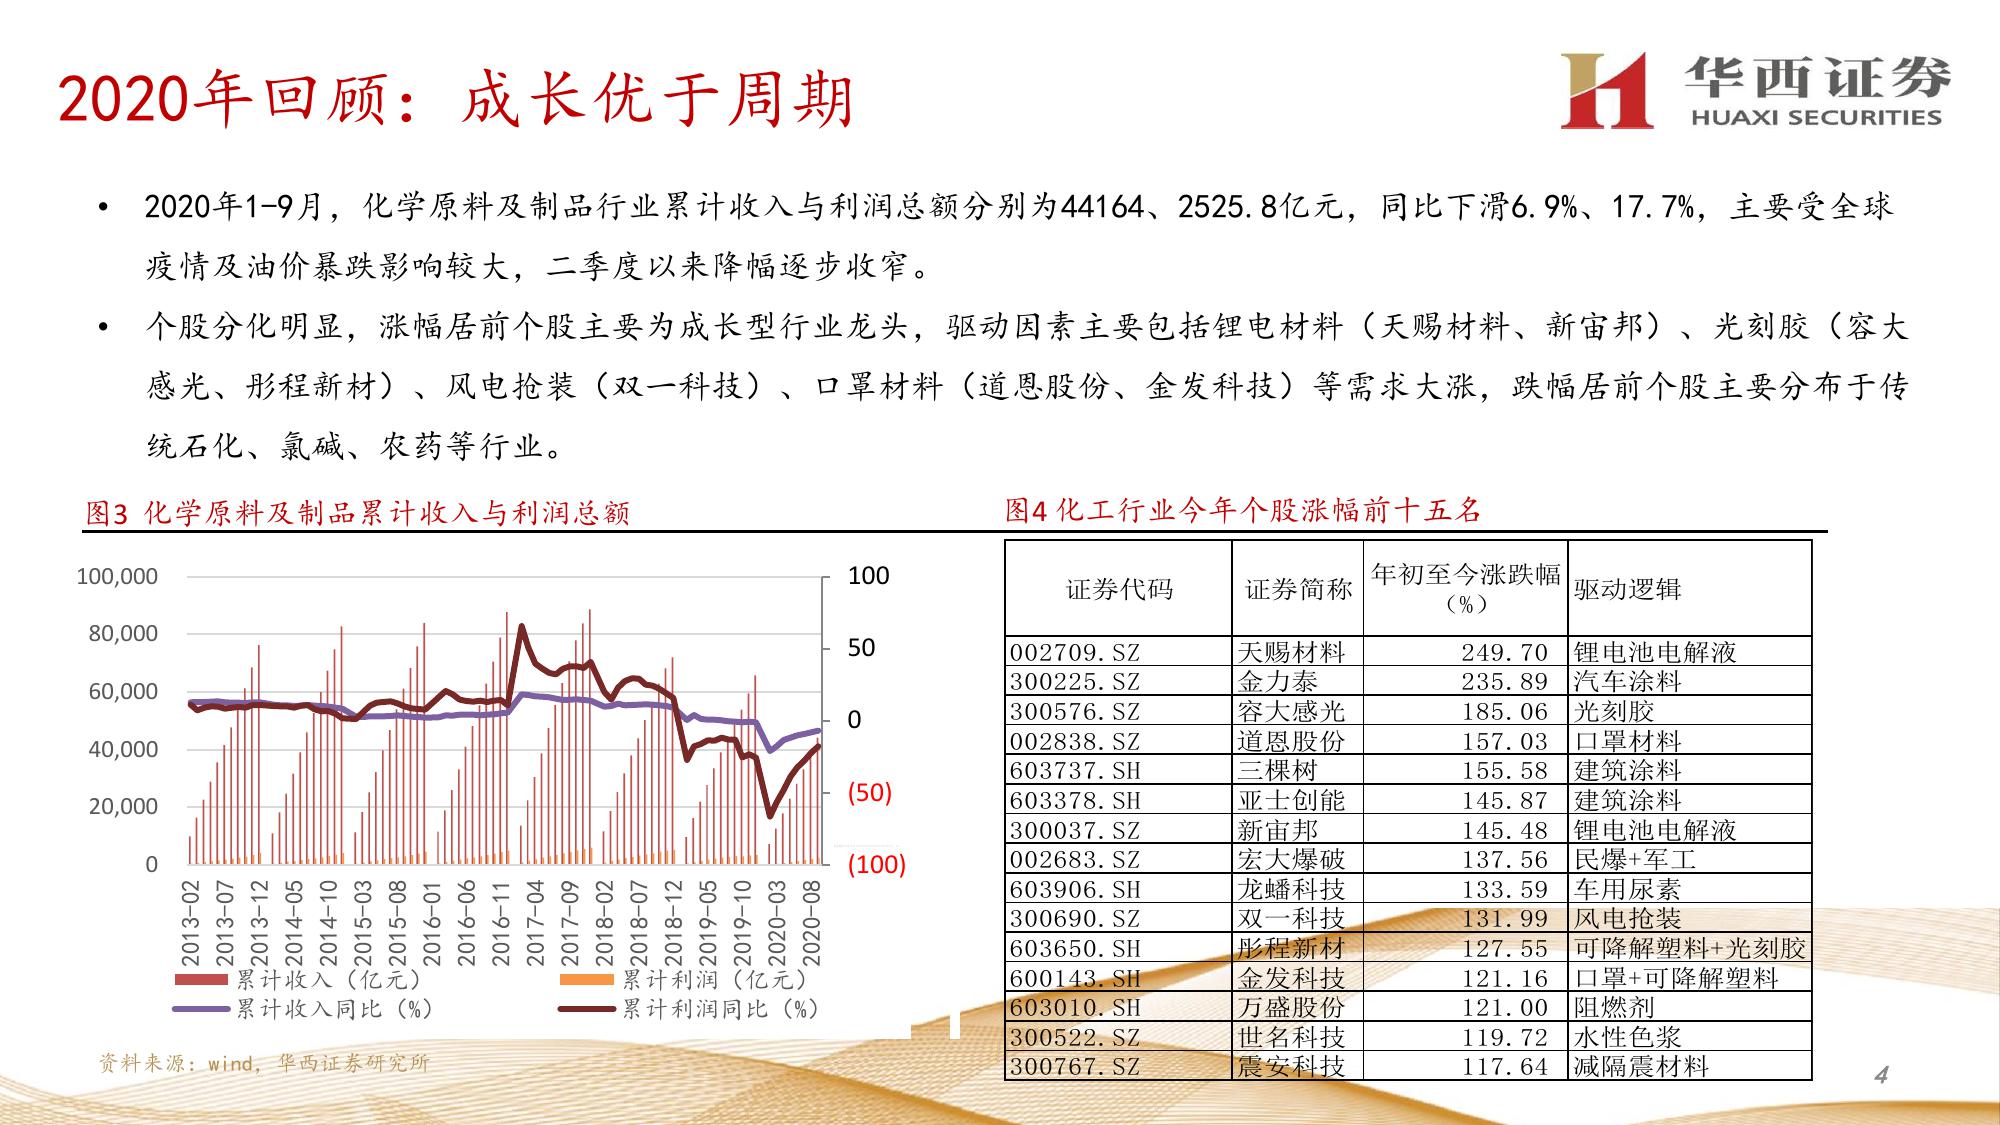 2020年回顾：成长优于周期
华西证券
HUAXI SECURITIES
• 2020年1-9月，化学原料及制品行业累计收入与利润总额分别为44164、2525.8亿元，同比下滑6.9%、17.7%，主要受全球
疫情及油价暴跌影响较大，二季度以来降幅逐步收窄。
• 个股分化明显，涨幅居前个股主要为成长型行业龙头，驱动因素主要包括锂电材料（天赐材料、新宙邦）、光刻胶（容大
感光、彤程新材）、风电抢装（双一科技）、口罩材料（道恩股份、金发科技）等需求大涨，跌幅居前个股主要分布于传
统石化、氯碱、农药等行业。
图3 化学原料及制品累计收入与利润总额
100,000
80,000
60,000
40,000
20,000
0
100
50
0
(50)
(100)
2013-02 2013-07 2013-12 2014-05 2014-10 2015-03 2015-08 2016-01 2016-06 2016-11 2017-04 2017-09 2018-02 2018-07 2018-12 2019-05 2019-10 2020-03 2020-08
累计收入（亿元） 累计利润（亿元）
累计收入同比（%） 累计利润同比（%）
图4 化工行业今年个股涨幅前十五名
证券代码 证券简称 年初至今涨跌幅（%） 驱动逻辑
002709.SZ 天赐材料 249.70 锂电池电解液
300225.SZ 金力泰 235.89 汽车涂料
300576.SZ 容大感光 185.06 光刻胶
002838.SZ 道恩股份 157.03 口罩材料
603737.SH 三棵树 155.58 建筑涂料
603378.SH 亚士创能 145.87 建筑涂料
300037.SZ 新宙邦 145.48 锂电池电解液
002683.SZ 宏大爆破 137.56 民爆+军工
603906.SH 龙蟠科技 133.59 车用尿素
300690.SZ 双一科技 131.99 风电抢装
603650.SH 彤程新材 127.55 可降解塑料+光刻胶
600143.SH 金发科技 121.16 口罩+可降解塑料
603010.SH 万盛股份 121.00 阻燃剂
300522.SZ 世名科技 119.72 水性色浆
300767.SZ 震安科技 117.64 减隔震材料
资料来源：wind，华西证券研究所
4